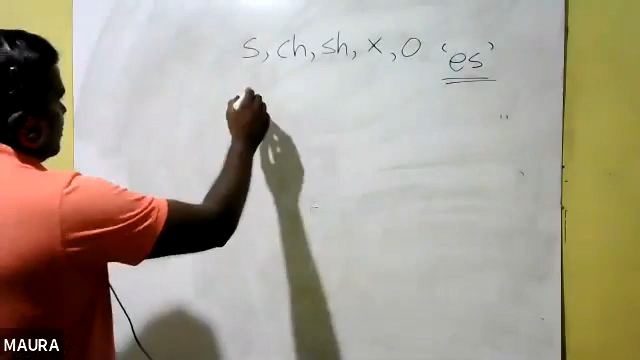 s, ch, sh, x, o 'es'
MAURA